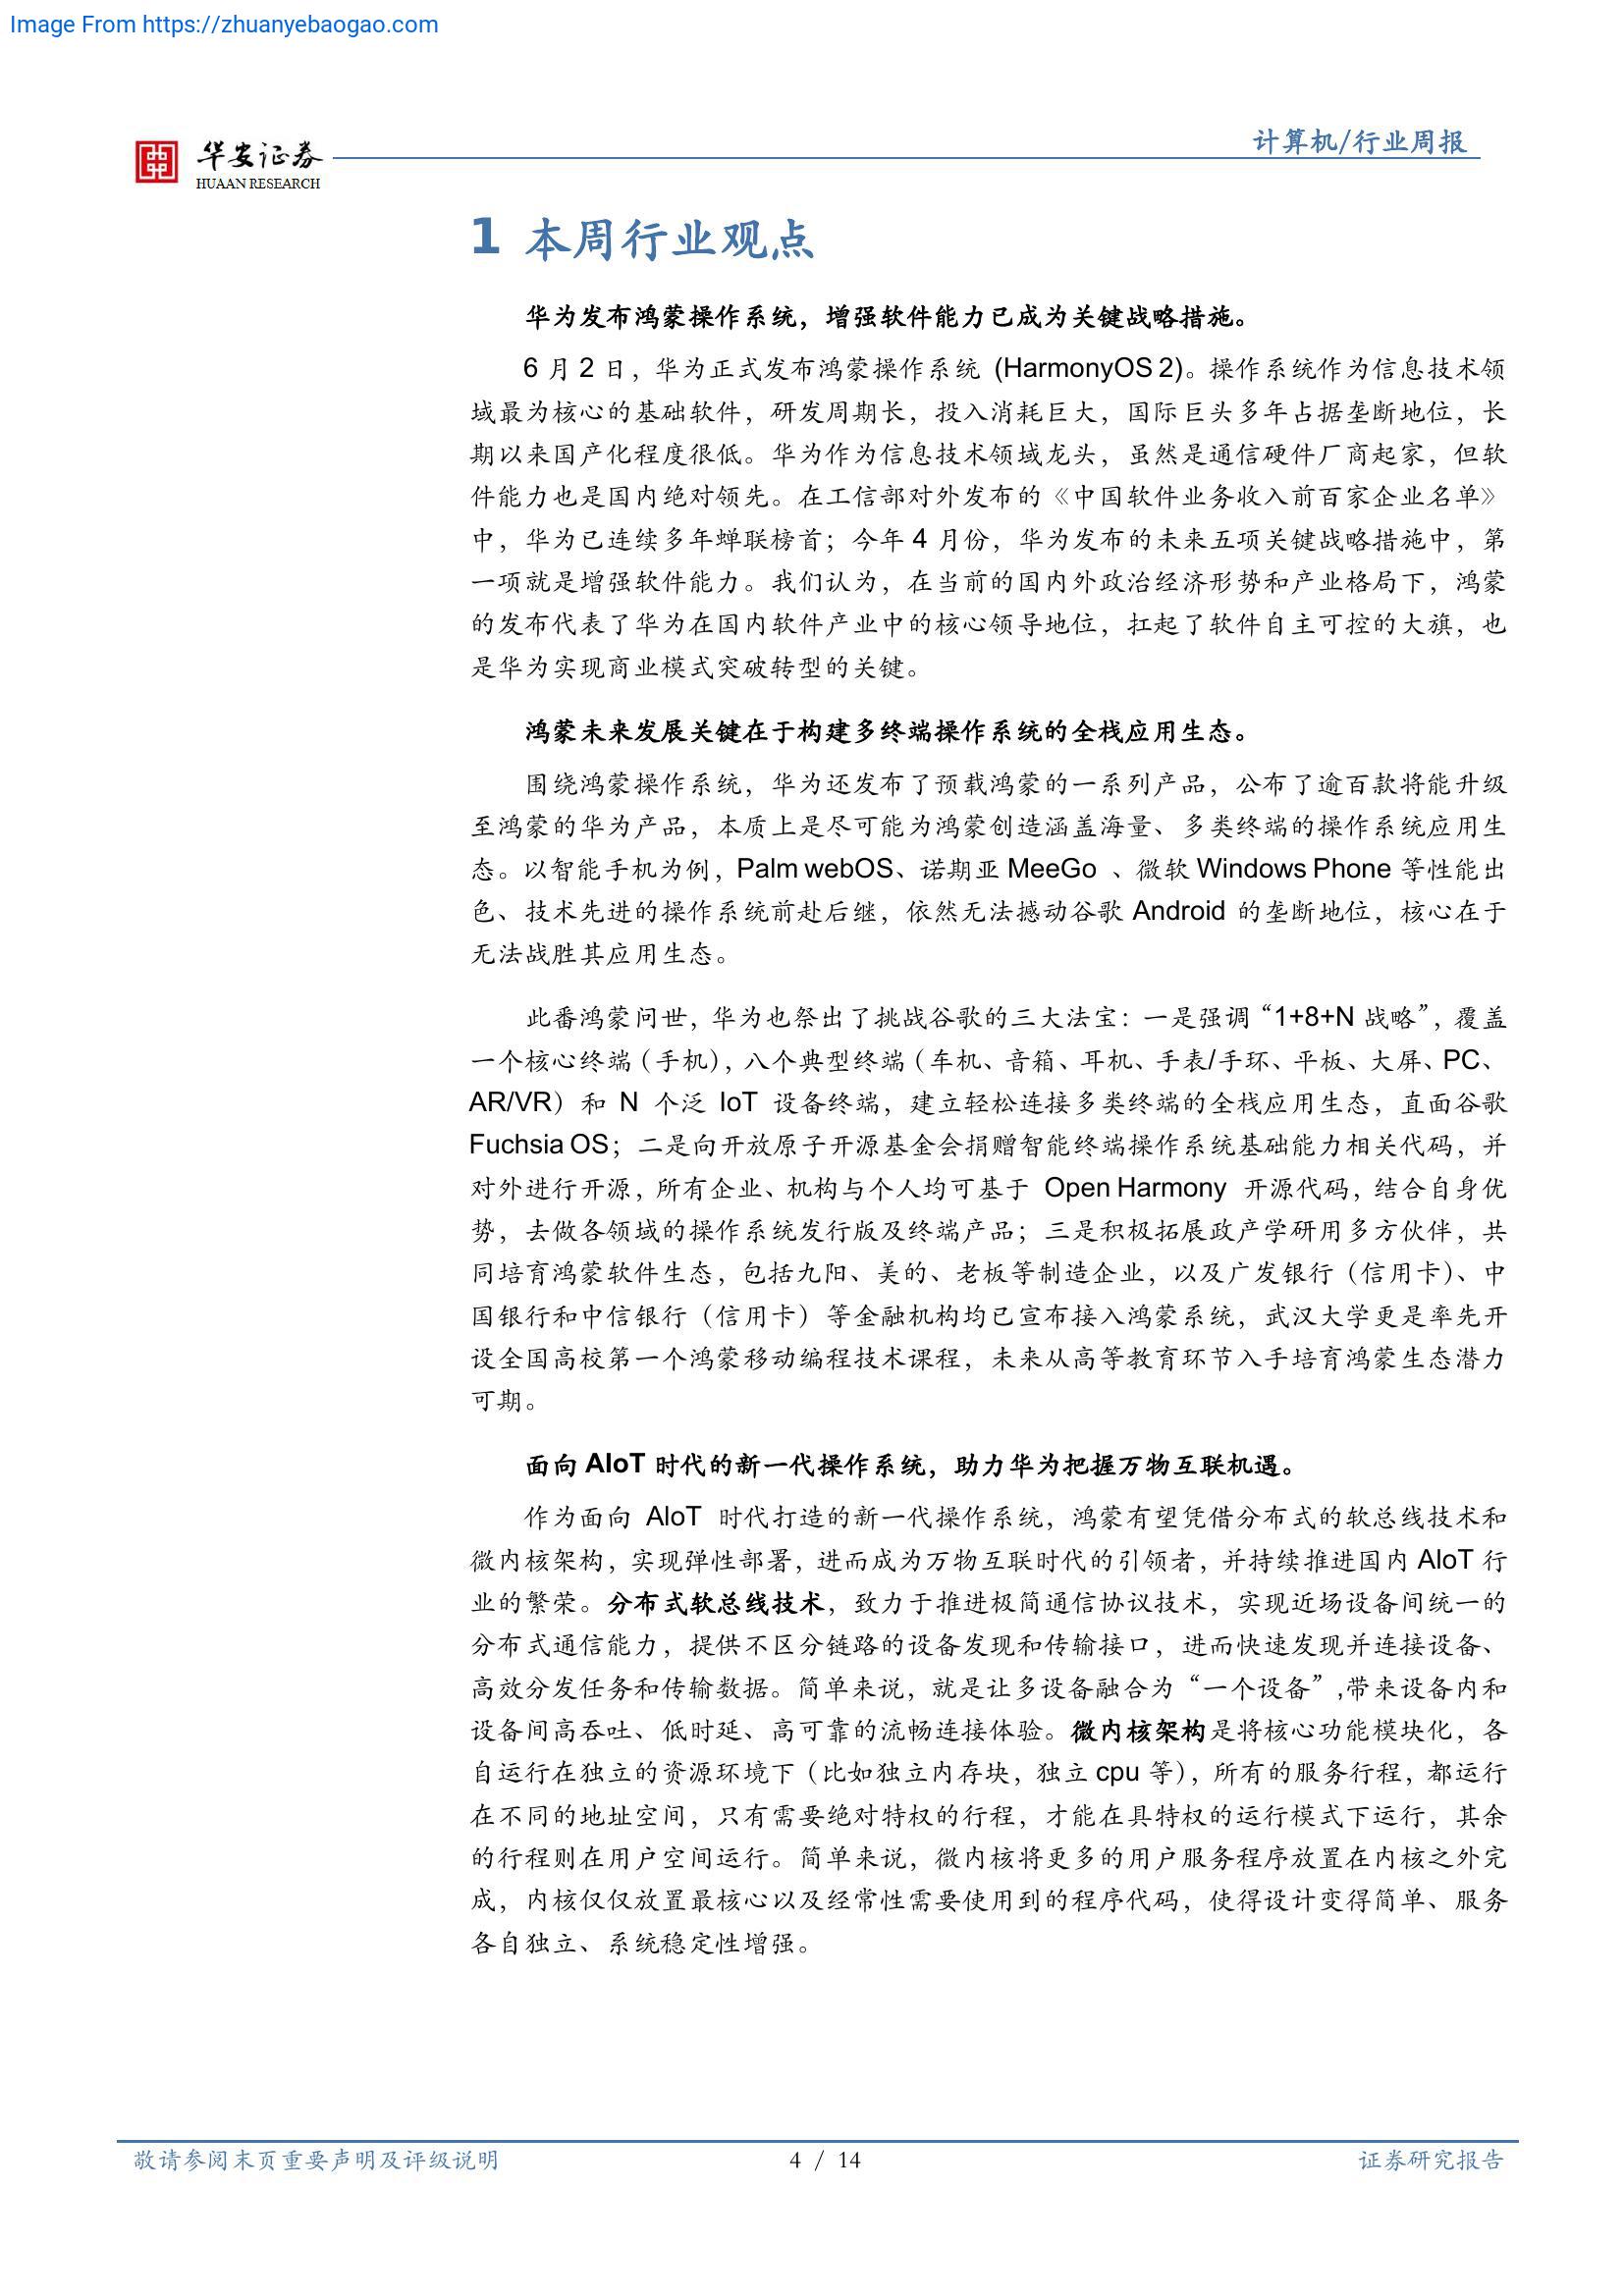 Image From https://zhuanyebaogao.com
华安证券
HUAAN RESEARCH
计算机/行业周报
1 本周行业观点
华为发布鸿蒙操作系统，增强软件能力已成为关键战略措施。
6 月 2 日，华为正式发布鸿蒙操作系统 (HarmonyOS 2)。操作系统作为信息技术领
域最为核心的基础软件，研发周期长，投入消耗巨大，国际巨头多年占据垄断地位，长
期以来国产化程度很低。华为作为信息技术领域龙头，虽然是通信硬件厂商起家，但软
件能力也是国内绝对领先。在工信部对外发布的《中国软件业务收入前百家企业名单》
中，华为已连续多年蝉联榜首；今年 4 月份，华为发布的未来五项关键战略措施中，第
一项就是增强软件能力。我们认为，在当前的国内外政治经济形势和产业格局下，鸿蒙
的发布代表了华为在国内软件产业中的核心领导地位，扛起了软件自主可控的大旗，也
是华为实现商业模式突破转型的关键。
鸿蒙未来发展关键在于构建多终端操作系统的全栈应用生态。
围绕鸿蒙操作系统，华为还发布了预载鸿蒙的一系列产品，公布了逾百款将能升级
至鸿蒙的华为产品，本质上是尽可能为鸿蒙创造涵盖海量、多类终端的操作系统应用生
态。以智能手机为例，Palm webOS、诺期亚 MeeGo 、微软 Windows Phone 等性能出
色、技术先进的操作系统前赴后继，依然无法撼动谷歌 Android 的垄断地位，核心在于
无法战胜其应用生态。
此番鸿蒙问世，华为也祭出了挑战谷歌的三大法宝：一是强调“1+8+N 战略”，覆盖
一个核心终端（手机），八个典型终端（车机、音箱、耳机、手表/手环、平板、大屏、PC、
AR/VR）和 N 个泛 IoT 设备终端，建立轻松连接多类终端的全栈应用生态，直面谷歌
Fuchsia OS；二是向开放原子开源基金会捐赠智能终端操作系统基础能力相关代码，并
对外进行开源，所有企业、机构与个人均可基于 Open Harmony 开源代码，结合自身优
势，去做各领域的操作系统发行版及终端产品；三是积极拓展政产学研用多方伙伴，共
同培育鸿蒙软件生态，包括九阳、美的、老板等制造企业，以及广发银行（信用卡）、中
国银行和中信银行（信用卡）等金融机构均已宣布接入鸿蒙系统，武汉大学更是率先开
设全国高校第一个鸿蒙移动编程技术课程，未来从高等教育环节入手培育鸿蒙生态潜力
可期。
面向 AIoT 时代的新一代操作系统，助力华为把握万物互联机遇。
作为面向 AIoT 时代打造的新一代操作系统，鸿蒙有望凭借分布式的软总线技术和
微内核架构，实现弹性部署，进而成为万物互联时代的引领者，并持续推进国内 AIoT 行
业的繁荣。分布式软总线技术，致力于推进极简通信协议技术，实现近场设备间统一的
分布式通信能力，提供不区分链路的设备发现和传输接口，进而快速发现并连接设备、
高效分发任务和传输数据。简单来说，就是让多设备融合为“一个设备”,带来设备内和
设备间高吞吐、低时延、高可靠的流畅连接体验。微内核架构是将核心功能模块化，各
自运行在独立的资源环境下（比如独立内存块，独立 cpu 等），所有的服务行程，都运行
在不同的地址空间，只有需要绝对特权的行程，才能在具特权的运行模式下运行，其余
的行程则在用户空间运行。简单来说，微内核将更多的用户服务程序放置在内核之外完
成，内核仅仅放置最核心以及经常性需要使用到的程序代码，使得设计变得简单、服务
各自独立、系统稳定性增强。
敬请参阅末页重要声明及评级说明
4 / 14
证券研究报告